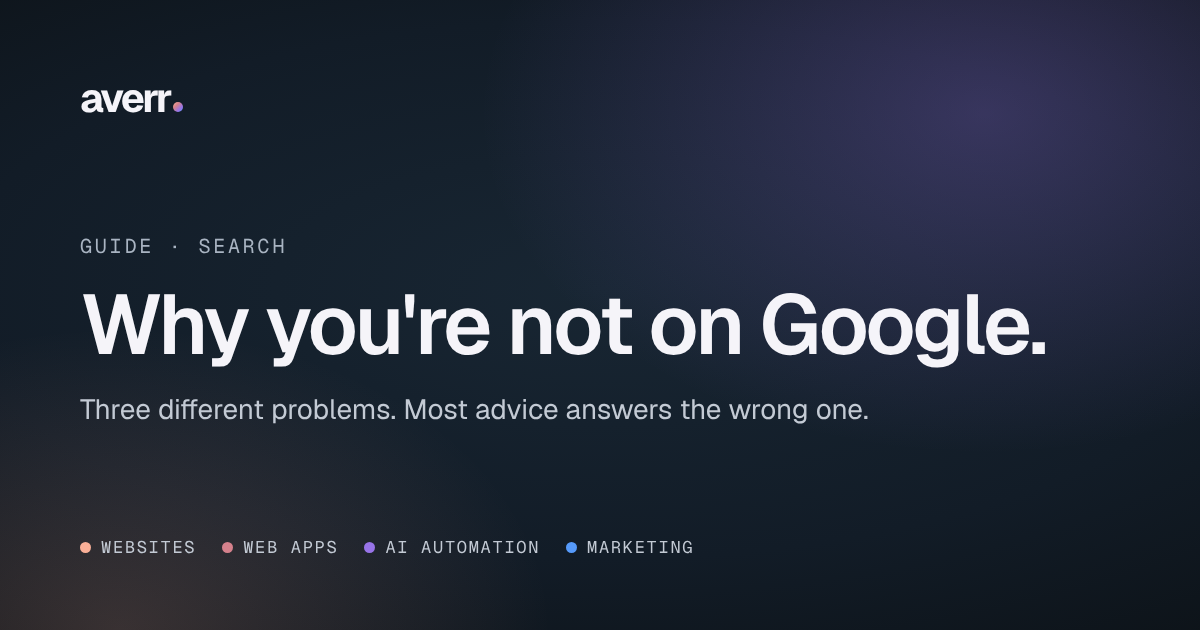 averr.
GUIDE · SEARCH
Why you're not on Google.
Three different problems. Most advice answers the wrong one.
WEBSITES WEB APPS AI AUTOMATION MARKETING